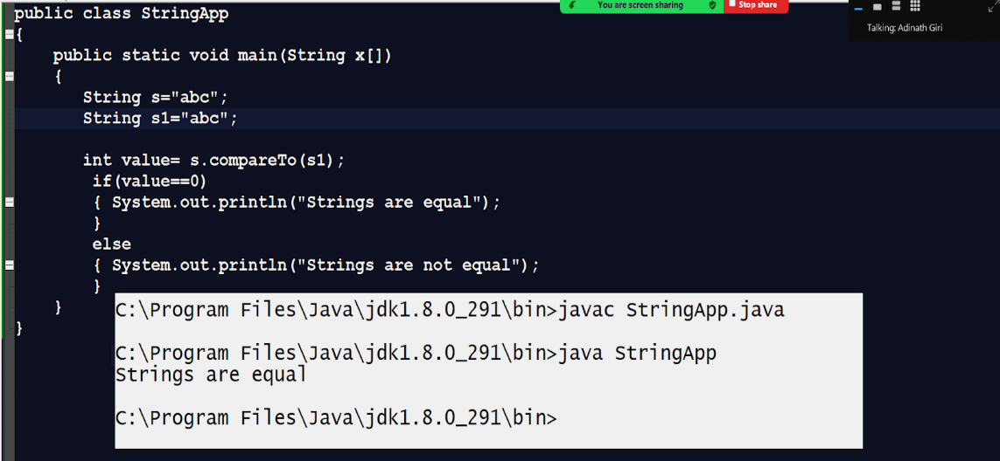 You are screen sharing
Stop share
Talking: Adinath Giri
public class StringApp
{
public static void main(String x[])
{
String s="abc";
String s1="abc";
int value= s.compareTo(s1);
if(value==0)
{ System.out.println("Strings are equal");
}
else
{ System.out.println("Strings are not equal");
}
}
}
C:\Program Files\Java\jdk1.8.0_291\bin>javac StringApp.java
C:\Program Files\Java\jdk1.8.0_291\bin>java StringApp
Strings are equal
C:\Program Files\Java\jdk1.8.0_291\bin>